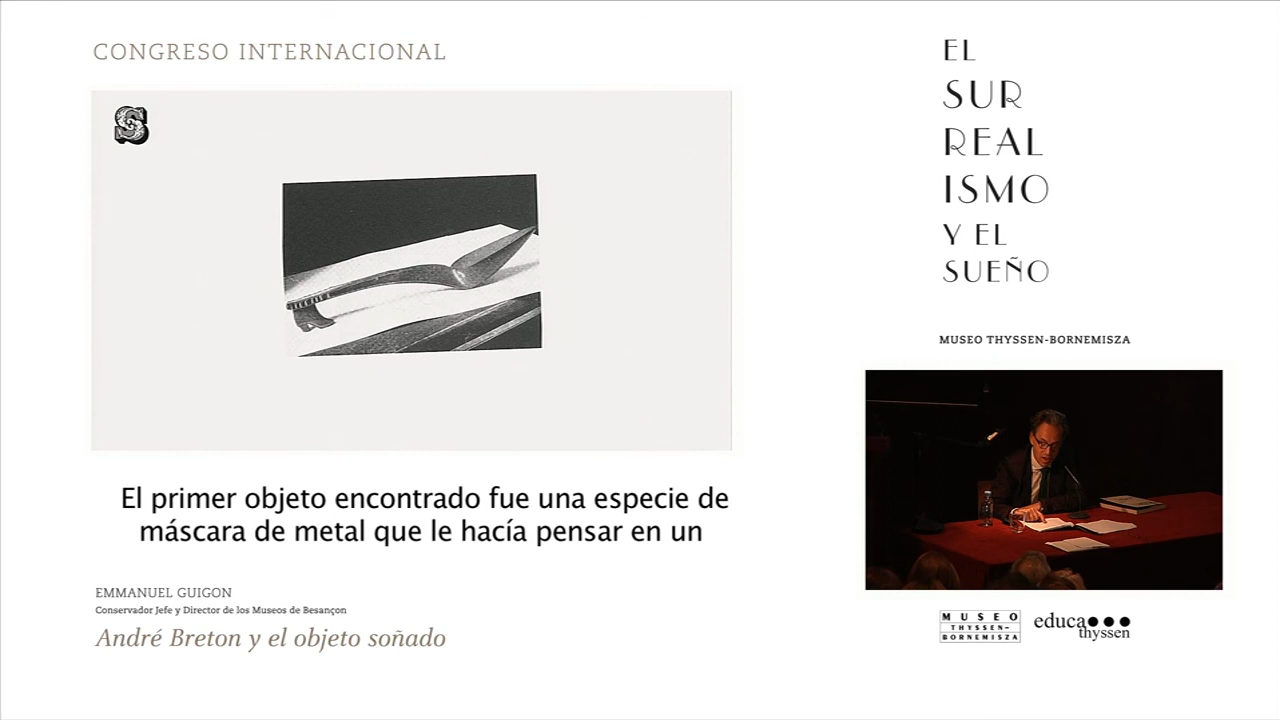 CONGRESO INTERNACIONAL
S
EL
SUR
REAL
ISMO
Y EL
SUEÑO
MUSEO THYSSEN-BORNEMISZA
El primer objeto encontrado fue una especie de
máscara de metal que le hacía pensar en un
EMMANUEL GUIGON
Conservador Jefe y Director de los Museos de Besançon
André Breton y el objeto soñado
MUSEO
THYSSEN-
BORNEMISZA
educa
thyssen